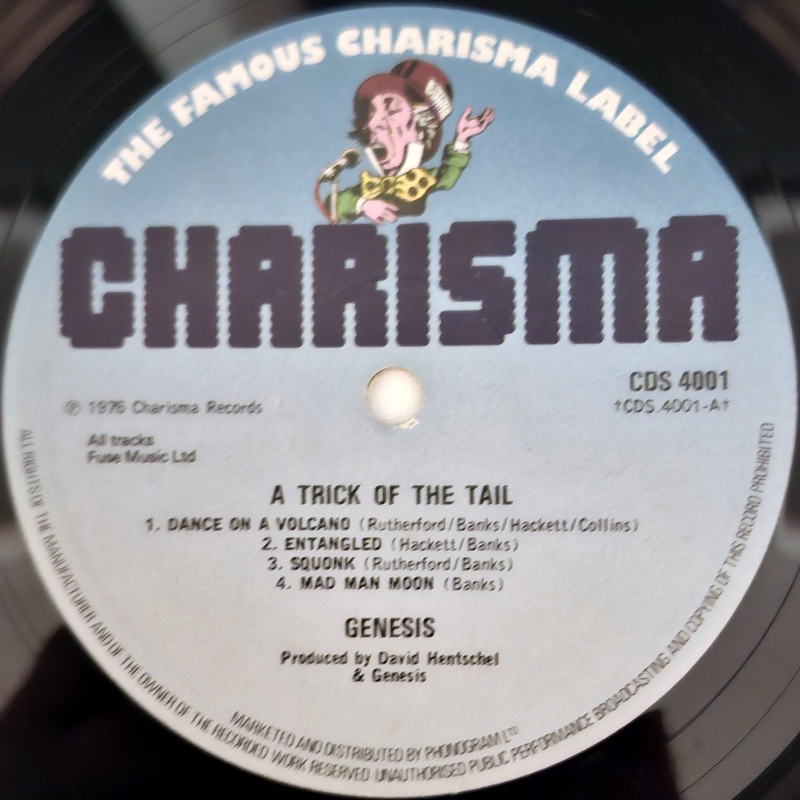 THE FAMOUS CHARISMA LABEL
CHARISMA
CDS 4001
℗ 1976 Charisma Records
†CDS 4001-A†
All tracks
Fuse Music Ltd
A TRICK OF THE TAIL
1. DANCE ON A VOLCANO (Rutherford/Banks/Hackett/Collins)
2. ENTANGLED (Hackett/Banks)
3. SQUONK (Rutherford/Banks)
4. MAD MAN MOON (Banks)
GENESIS
Produced by David Hentschel
& Genesis
MARKETED AND DISTRIBUTED BY PHONOGRAM LTD
ALL RIGHTS OF THE MANUFACTURER AND OF THE OWNER OF THE RECORDED WORK RESERVED·UNAUTHORISED PUBLIC PERFORMANCE BROADCASTING AND COPYING OF THIS RECORD PROHIBITED